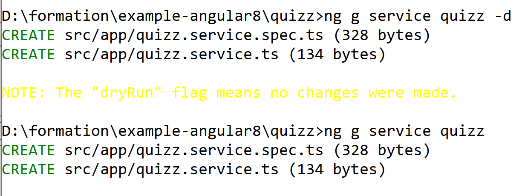 D:\formation\example-angular8\quizz>ng g service quizz -d
CREATE src/app/quizz.service.spec.ts (328 bytes)
CREATE src/app/quizz.service.ts (134 bytes)
NOTE: The "dryRun" flag means no changes were made.
D:\formation\example-angular8\quizz>ng g service quizz
CREATE src/app/quizz.service.spec.ts (328 bytes)
CREATE src/app/quizz.service.ts (134 bytes)